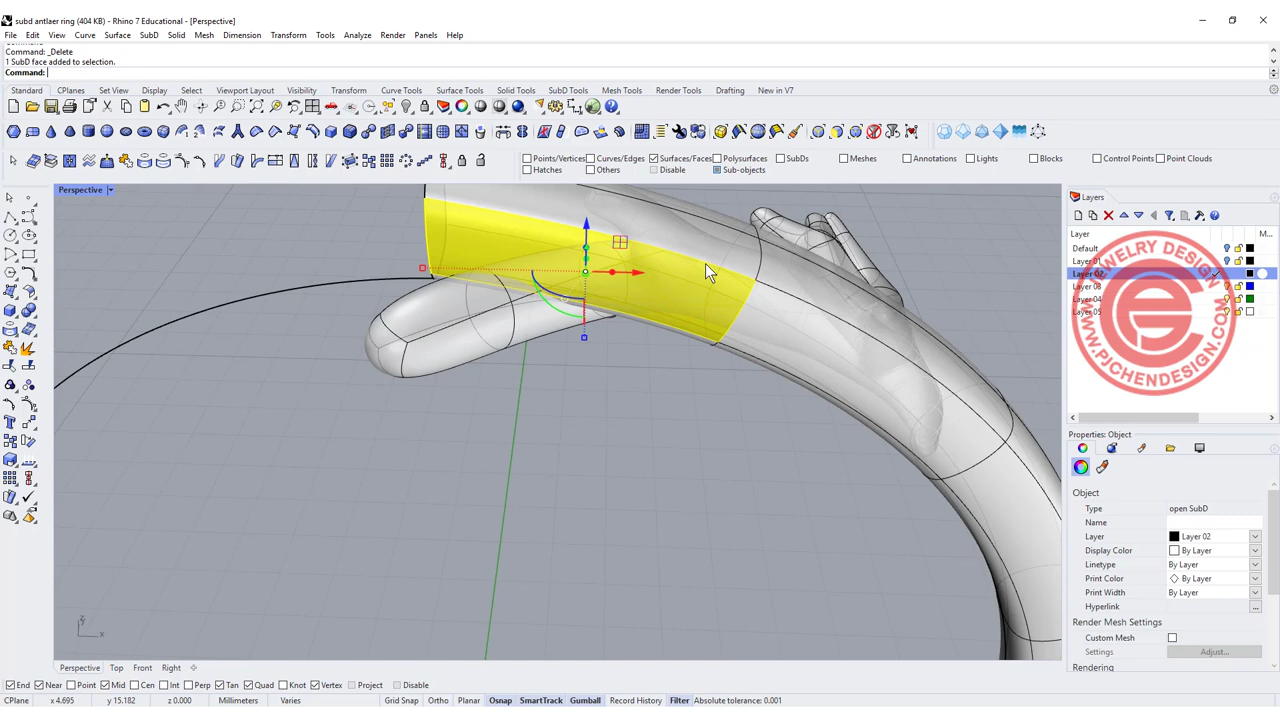 subd antlaer ring (404 KB) - Rhino 7 Educational - [Perspective]
File Edit View Curve Surface SubD Solid Mesh Dimension Transform Tools Analyze Render Panels Help
Command: _Delete
1 SubD face added to selection.
Command:
Standard CPlanes Set View Display Select Viewport Layout Visibility Transform Curve Tools Surface Tools Solid Tools SubD Tools Mesh Tools Render Tools Drafting New in V7
Points/Vertices Curves/Edges Surfaces/Faces Polysurfaces SubDs Meshes Annotations Lights Blocks Control Points Point Clouds
Hatches Others Disable Sub-objects
Perspective
Layers
Layer M...
Default
Layer 01
Layer 02
Layer 03
Layer 04
Layer 05
JEWELRY DESIGN
WWW.PJCHENDESIGN.COM
Properties: Object
Object
Type open SubD
Name
Layer Layer 02
Display Color By Layer
Linetype By Layer
Print Color By Layer
Print Width By Layer
Hyperlink ...
Render Mesh Settings
Custom Mesh
Settings Adjust...
Rendering
z x
Perspective Top Front Right
End Near Point Mid Cen Int Perp Tan Quad Knot Vertex Project Disable
CPlane x 4.695 y 15.182 z 0.000 Millimeters Varies Grid Snap Ortho Planar Osnap SmartTrack Gumball Record History Filter Absolute tolerance: 0.001